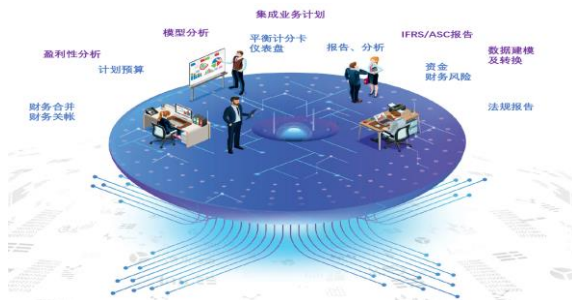 集成业务计划
模型分析
平衡计分卡
仪表盘
报告、分析
IFRS/ASC报告
数据建模
及转换
盈利性分析
计划预算
资金
财务风险
财务合并
财务关帐
法规报告